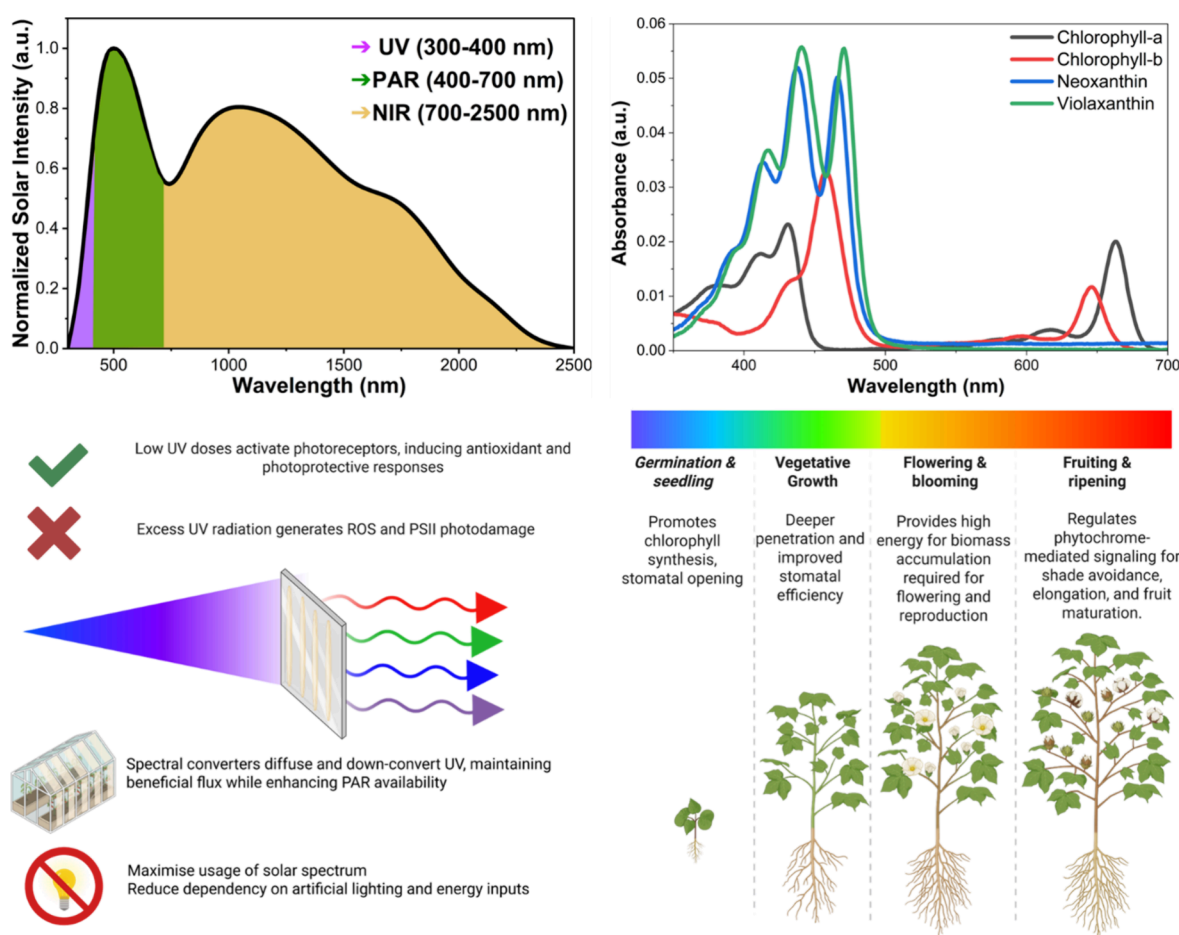 Normalized Solar Intensity (a.u.)
1.0
0.8
0.6
0.4
0.2
0.0
➔ UV (300-400 nm)
➔ PAR (400-700 nm)
➔ NIR (700-2500 nm)
500
1000
1500
2000
2500
Wavelength (nm)
Absorbance (a.u.)
0.06
0.05
0.04
0.03
0.02
0.01
0.00
Chlorophyll-a
Chlorophyll-b
Neoxanthin
Violaxanthin
400
500
600
700
Wavelength (nm)
Low UV doses activate photoreceptors, inducing antioxidant and
photoprotective responses
Excess UV radiation generates ROS and PSII photodamage
Spectral converters diffuse and down-convert UV, maintaining
beneficial flux while enhancing PAR availability
Maximise usage of solar spectrum
Reduce dependency on artificial lighting and energy inputs
Germination &
seedling
Promotes
chlorophyll
synthesis,
stomatal opening
Vegetative
Growth
Deeper
penetration and
improved
stomatal
efficiency
Flowering &
blooming
Provides high
energy for biomass
accumulation
required for
flowering and
reproduction
Fruiting &
ripening
Regulates
phytochrome-
mediated signaling for
shade avoidance,
elongation, and fruit
maturation.